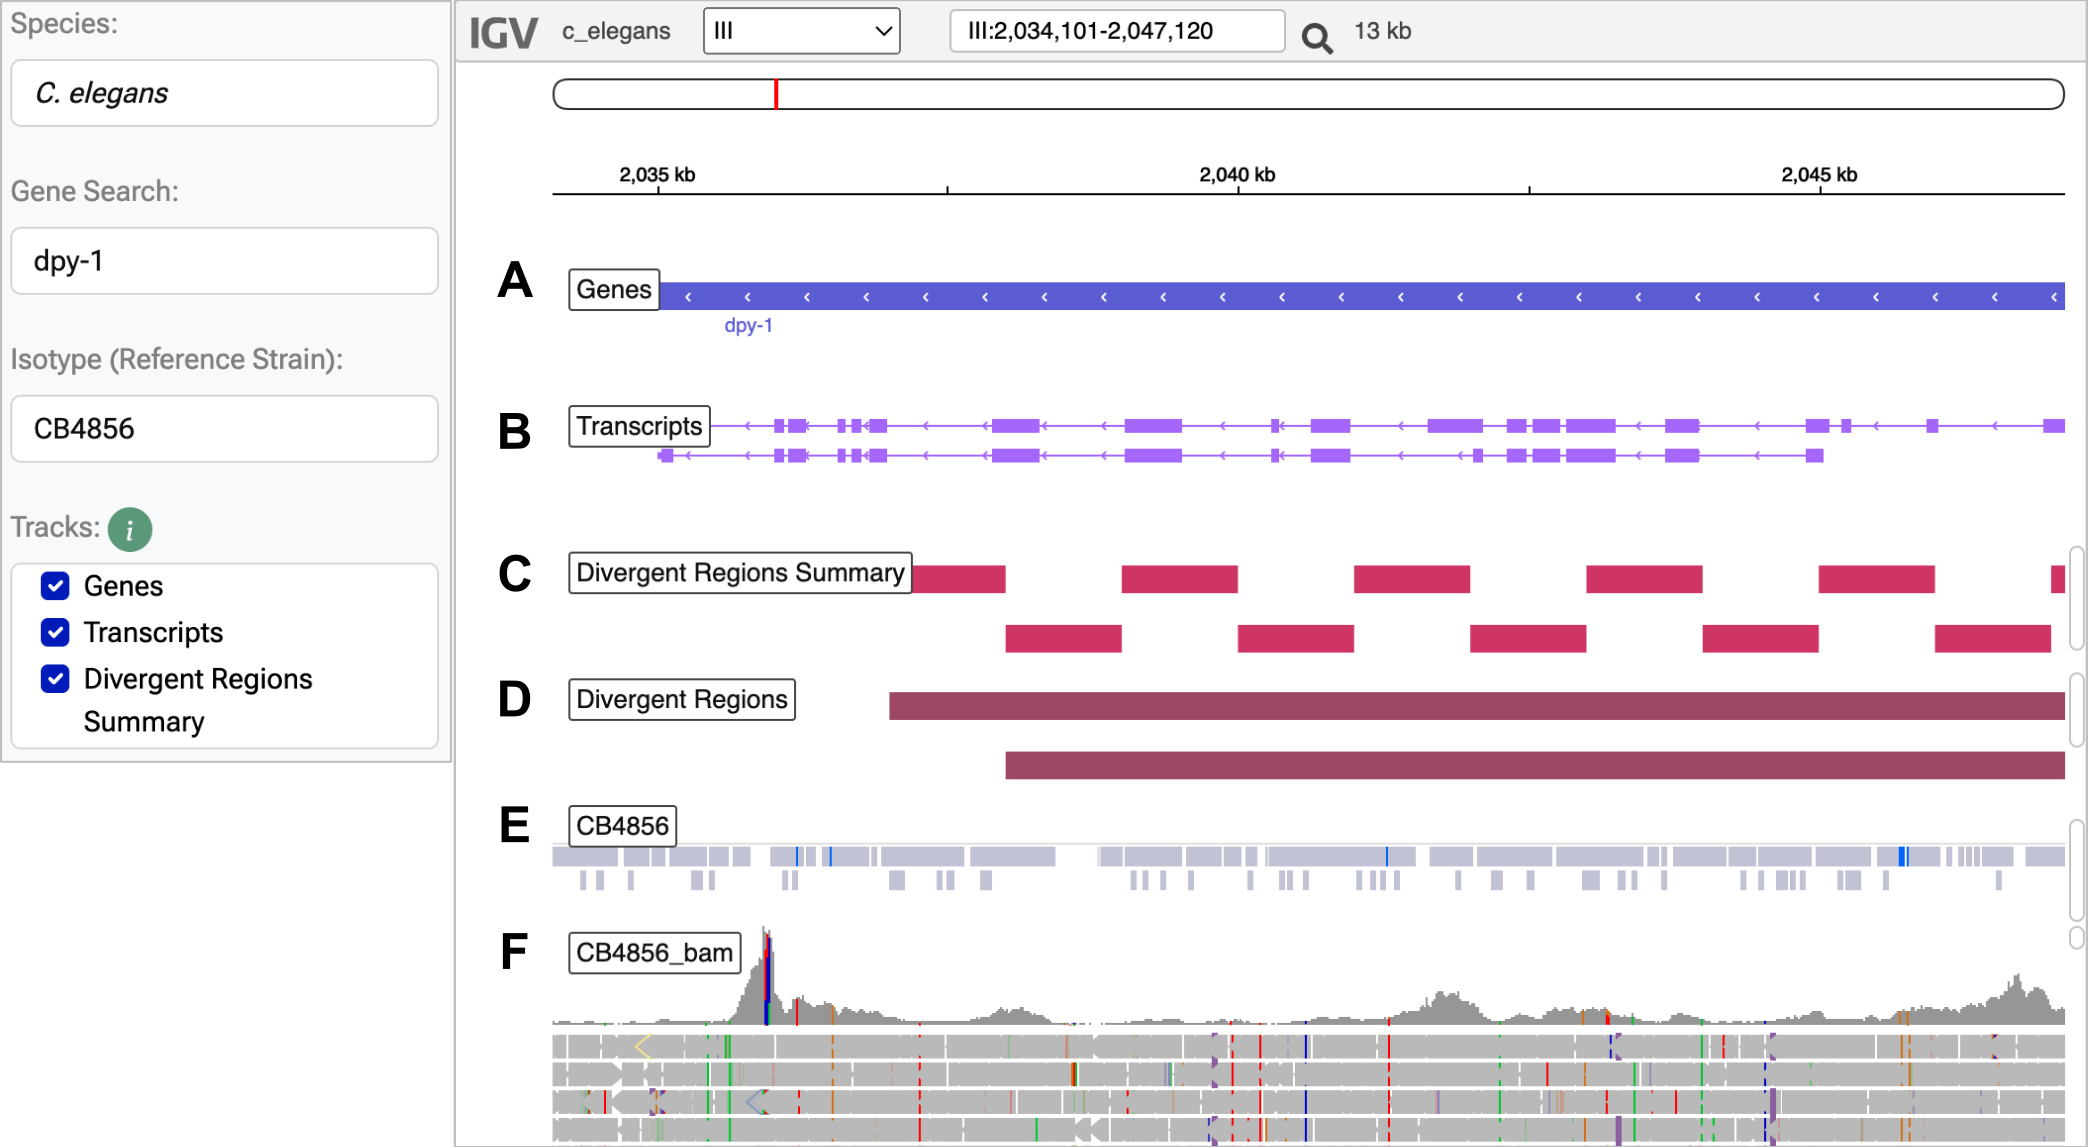 Species:
C. elegans
Gene Search:
dpy-1
Isotype (Reference Strain):
CB4856
Tracks: i
Genes
Transcripts
Divergent Regions
Summary
IGV c_elegans III III:2,034,101-2,047,120 13 kb
2,035 kb 2,040 kb 2,045 kb
A Genes
dpy-1
B Transcripts
C Divergent Regions Summary
D Divergent Regions
E CB4856
F CB4856_bam